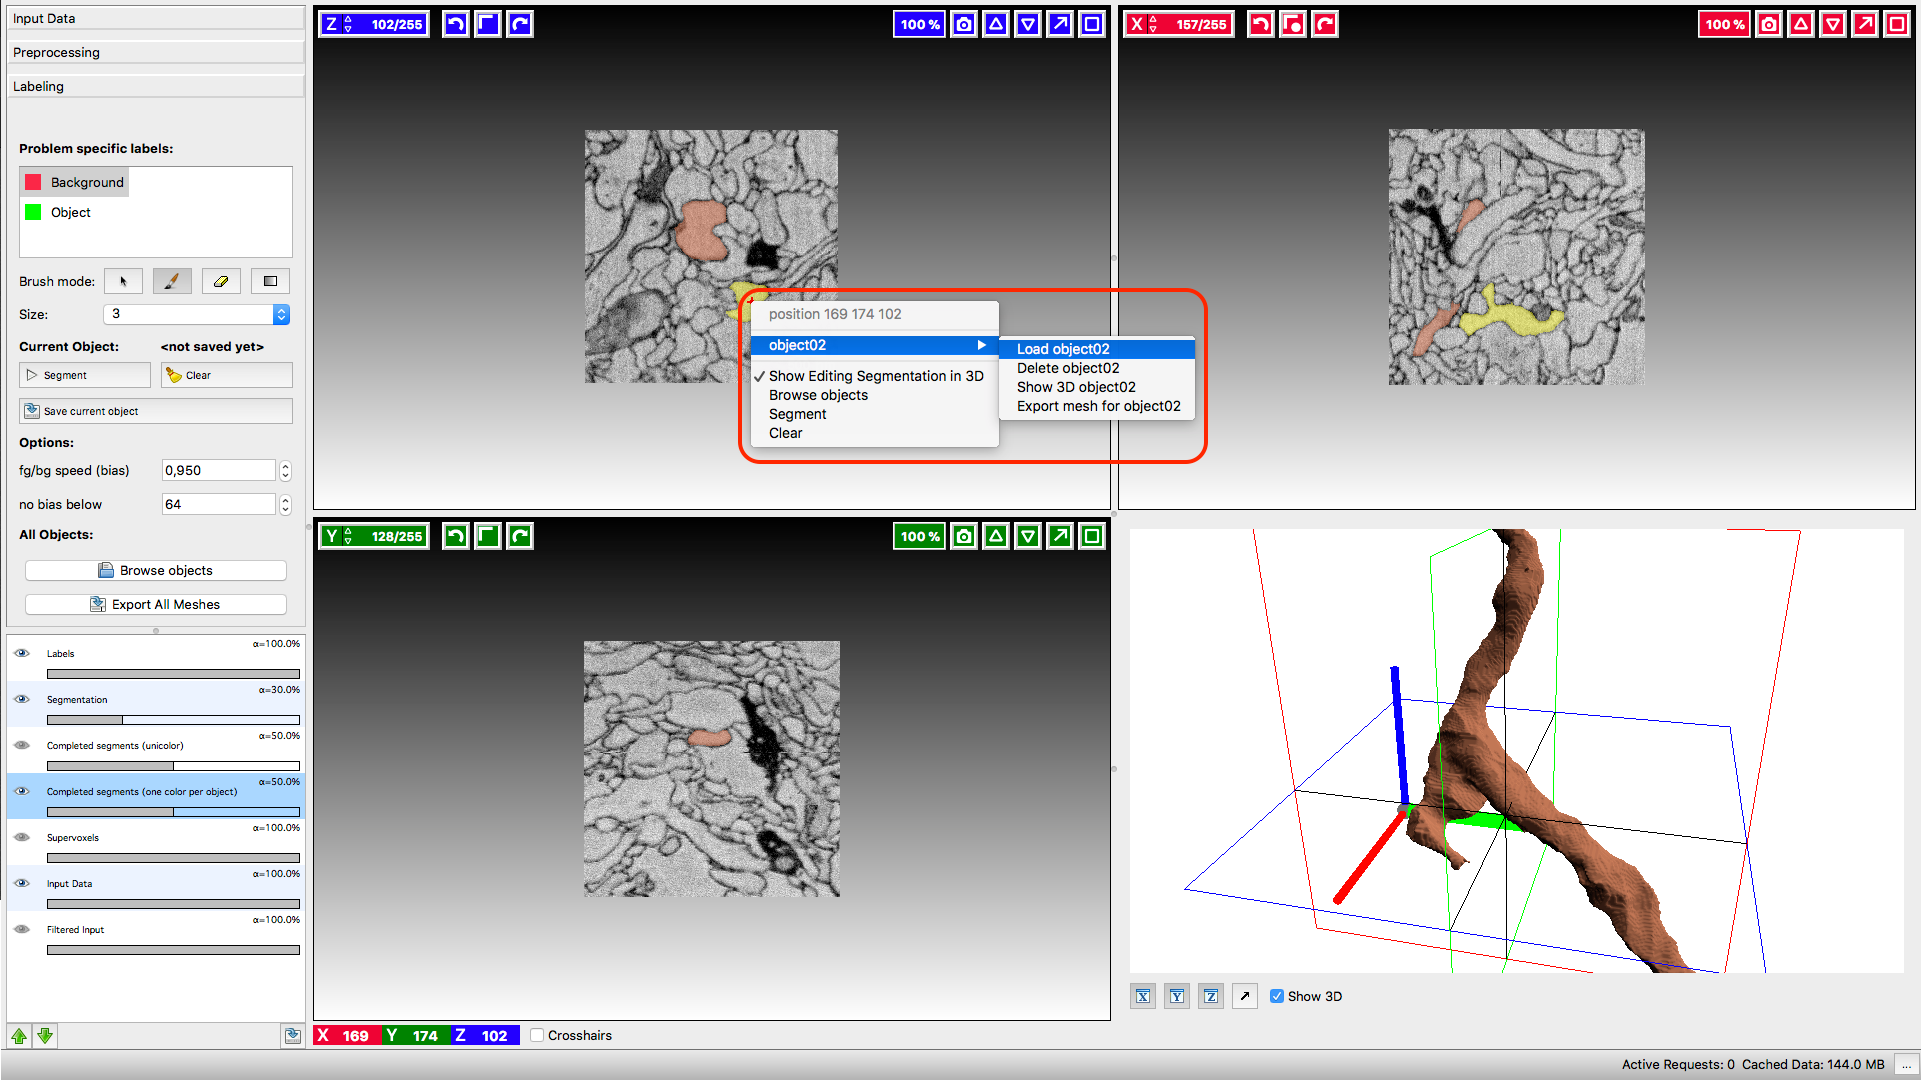 Input Data
Preprocessing
Labeling
Problem specific labels:
Background
Object
Brush mode:
Size: 3
Current Object: <not saved yet>
Segment Clear
Save current object
Options:
fg/bg speed (bias) 0,950
no bias below 64
All Objects:
Browse objects
Export All Meshes
α=100.0%
Labels
α=30.0%
Segmentation
α=50.0%
Completed segments (unicolor)
α=50.0%
Completed segments (one color per object)
α=100.0%
Supervoxels
α=100.0%
Input Data
α=100.0%
Filtered Input
Z 102/255 100 %
X 157/255 100 %
position 169 174 102
object02
Show Editing Segmentation in 3D
Browse objects
Segment
Clear
Load object02
Delete object02
Show 3D object02
Export mesh for object02
Y 128/255 100 %
X Y Z Show 3D
X 169 Y 174 Z 102 Crosshairs
Active Requests: 0 Cached Data: 144.0 MB ...